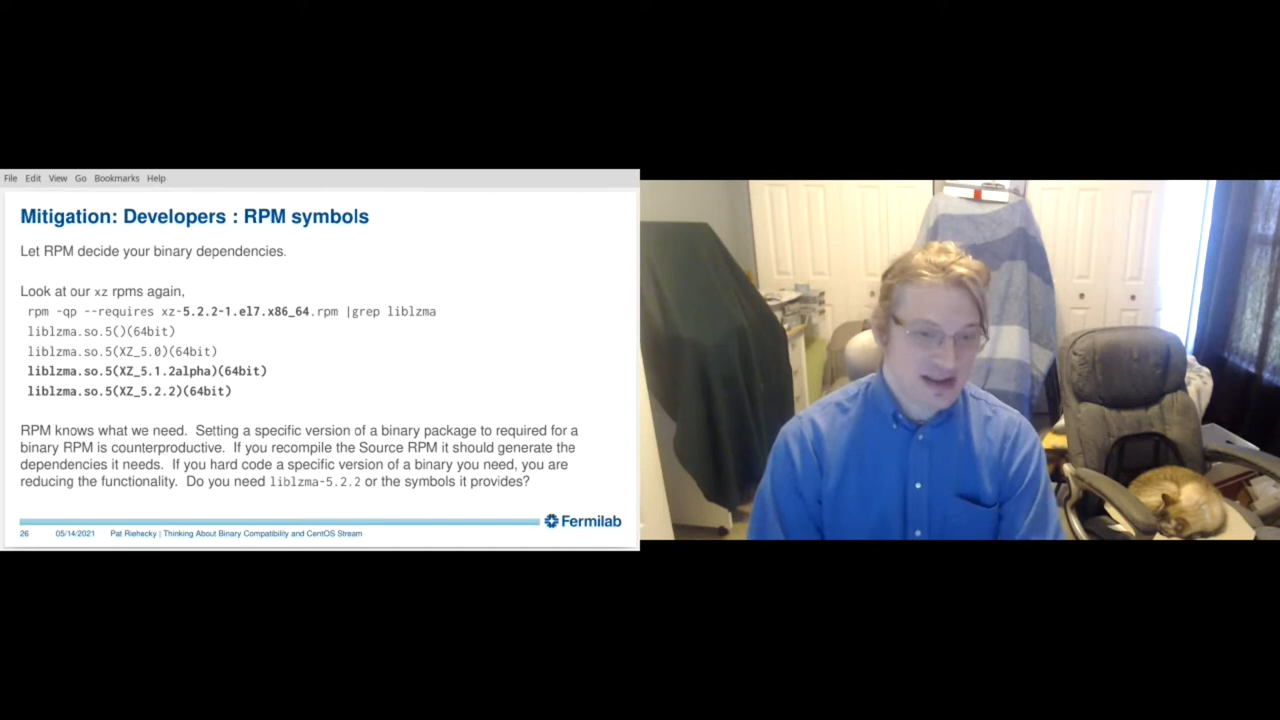 File Edit View Go Bookmarks Help
Mitigation: Developers : RPM symbols
Let RPM decide your binary dependencies.
Look at our xz rpms again,
rpm -qp --requires xz-5.2.2-1.el7.x86_64.rpm |grep liblzma
liblzma.so.5()(64bit)
liblzma.so.5(XZ_5.0)(64bit)
liblzma.so.5(XZ_5.1.2alpha)(64bit)
liblzma.so.5(XZ_5.2.2)(64bit)
RPM knows what we need. Setting a specific version of a binary package to required for a
binary RPM is counterproductive. If you recompile the Source RPM it should generate the
dependencies it needs. If you hard code a specific version of a binary you need, you are
reducing the functionality. Do you need liblzma-5.2.2 or the symbols it provides?
Fermilab
26 05/14/2021 Pat Riehecky | Thinking About Binary Compatibility and CentOS Stream